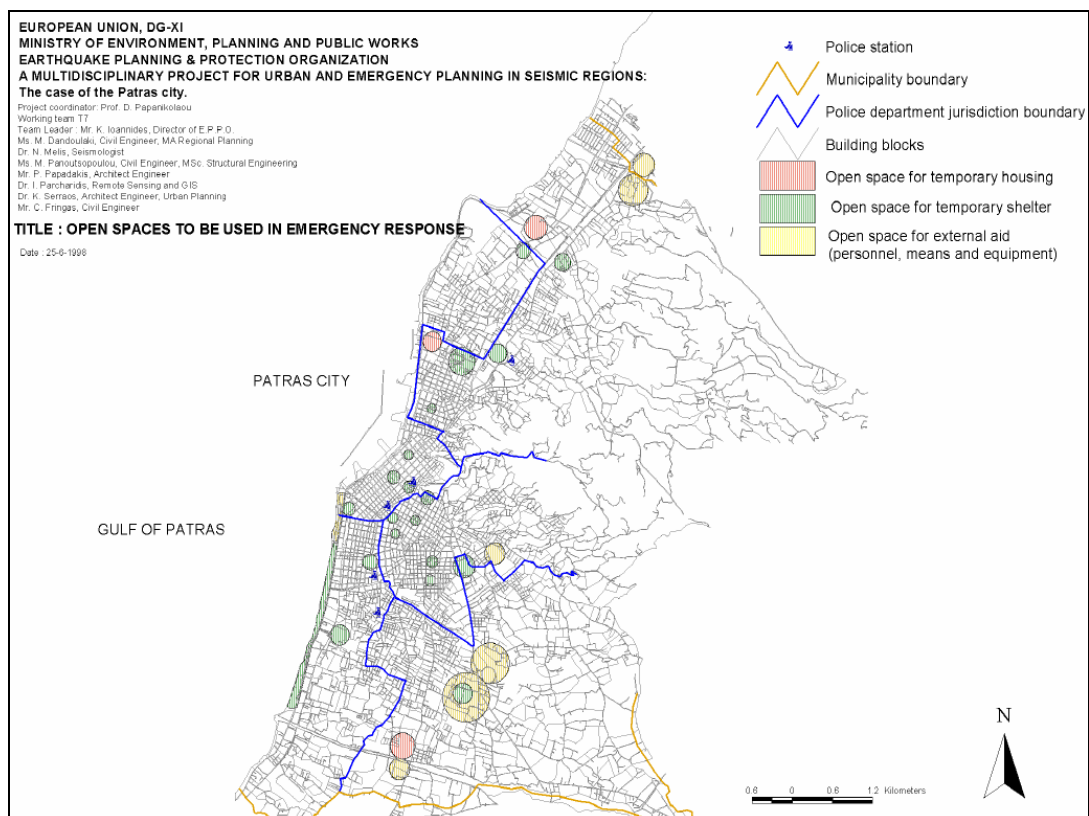 EUROPEAN UNION, DG-XI
MINISTRY OF ENVIRONMENT, PLANNING AND PUBLIC WORKS
EARTHQUAKE PLANNING & PROTECTION ORGANIZATION
A MULTIDISCIPLINARY PROJECT FOR URBAN AND EMERGENCY PLANNING IN SEISMIC REGIONS:
The case of the Patras city.
Project coordinator: Prof. D. Papanikolaou
Working team T7
Team Leader : Mr. K. Ioannides, Director of E.P.P.O.
Ms. M. Dandoulaki, Civil Engineer, MA Regional Planning
Dr. N. Melis, Seismologist
Ms. M. Panoutsopoulou, Civil Engineer, MSc. Structural Engineering
Mr. P. Papadakis, Architect Engineer
Dr. I. Parcharidis, Remote Sensing and GIS
Dr. K. Serraos, Architect Engineer, Urban Planning
Mr. C. Fringas, Civil Engineer
TITLE : OPEN SPACES TO BE USED IN EMERGENCY RESPONSE
Date : 25-6-1998
Police station
Municipality boundary
Police department jurisdiction boundary
Building blocks
Open space for temporary housing
Open space for temporary shelter
Open space for external aid
(personnel, means and equipment)
PATRAS CITY
GULF OF PATRAS
N
0.6 0 0.6 1.2 Kilometers